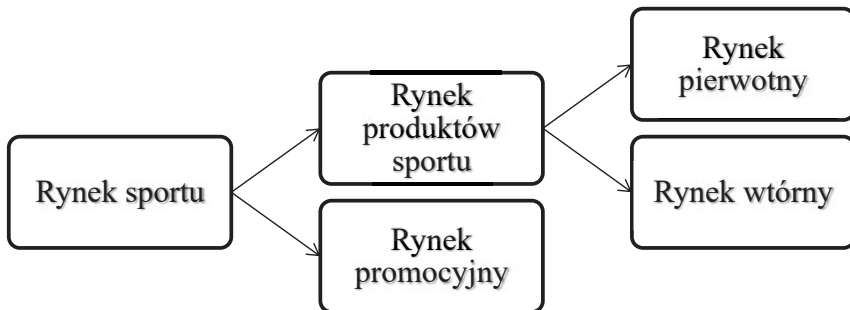 Rynek sportu
Rynek
produktów
sportu
Rynek
promocyjny
Rynek
pierwotny
Rynek wtórny